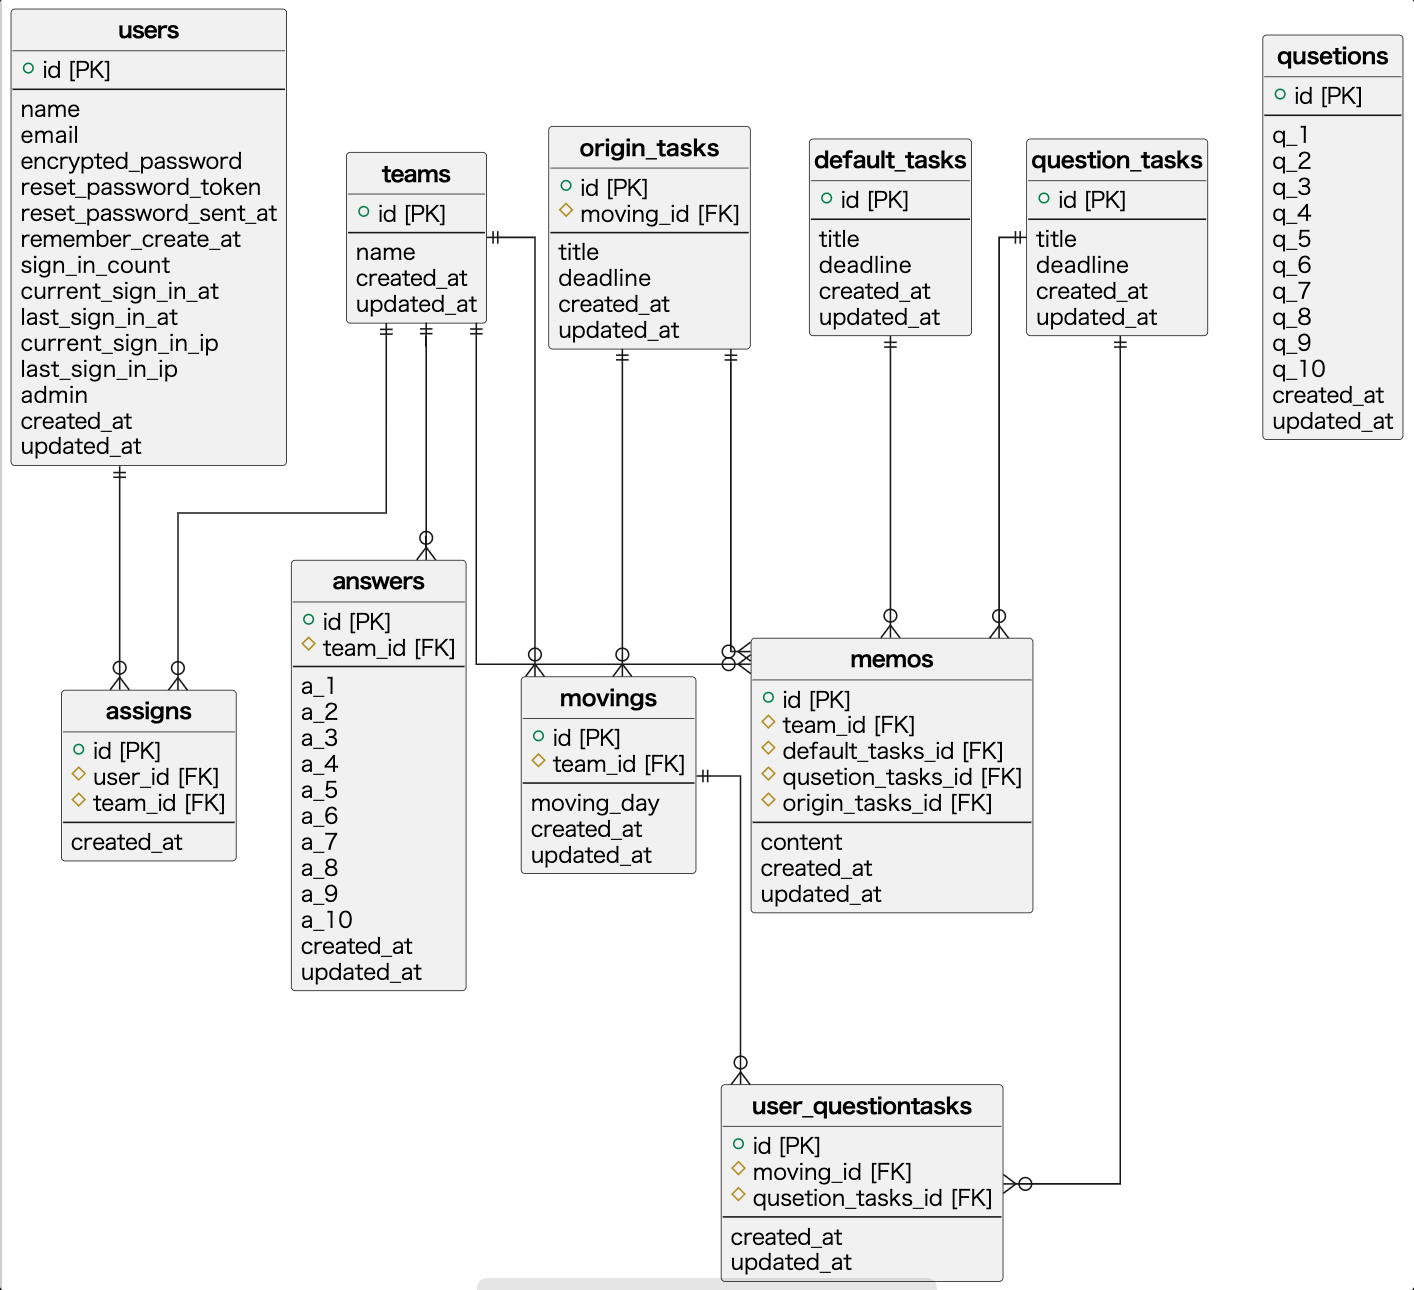 users
id [PK]
name
email
encrypted_password
reset_password_token
reset_password_sent_at
remember_create_at
sign_in_count
current_sign_in_at
last_sign_in_at
current_sign_in_ip
last_sign_in_ip
admin
created_at
updated_at
teams
id [PK]
name
created_at
updated_at
origin_tasks
id [PK]
moving_id [FK]
title
deadline
created_at
updated_at
default_tasks
id [PK]
title
deadline
created_at
updated_at
question_tasks
id [PK]
title
deadline
created_at
updated_at
qusetions
id [PK]
q_1
q_2
q_3
q_4
q_5
q_6
q_7
q_8
q_9
q_10
created_at
updated_at
assigns
id [PK]
user_id [FK]
team_id [FK]
created_at
answers
id [PK]
team_id [FK]
a_1
a_2
a_3
a_4
a_5
a_6
a_7
a_8
a_9
a_10
created_at
updated_at
movings
id [PK]
team_id [FK]
moving_day
created_at
updated_at
memos
id [PK]
team_id [FK]
default_tasks_id [FK]
qusetion_tasks_id [FK]
origin_tasks_id [FK]
content
created_at
updated_at
user_questiontasks
id [PK]
moving_id [FK]
qusetion_tasks_id [FK]
created_at
updated_at